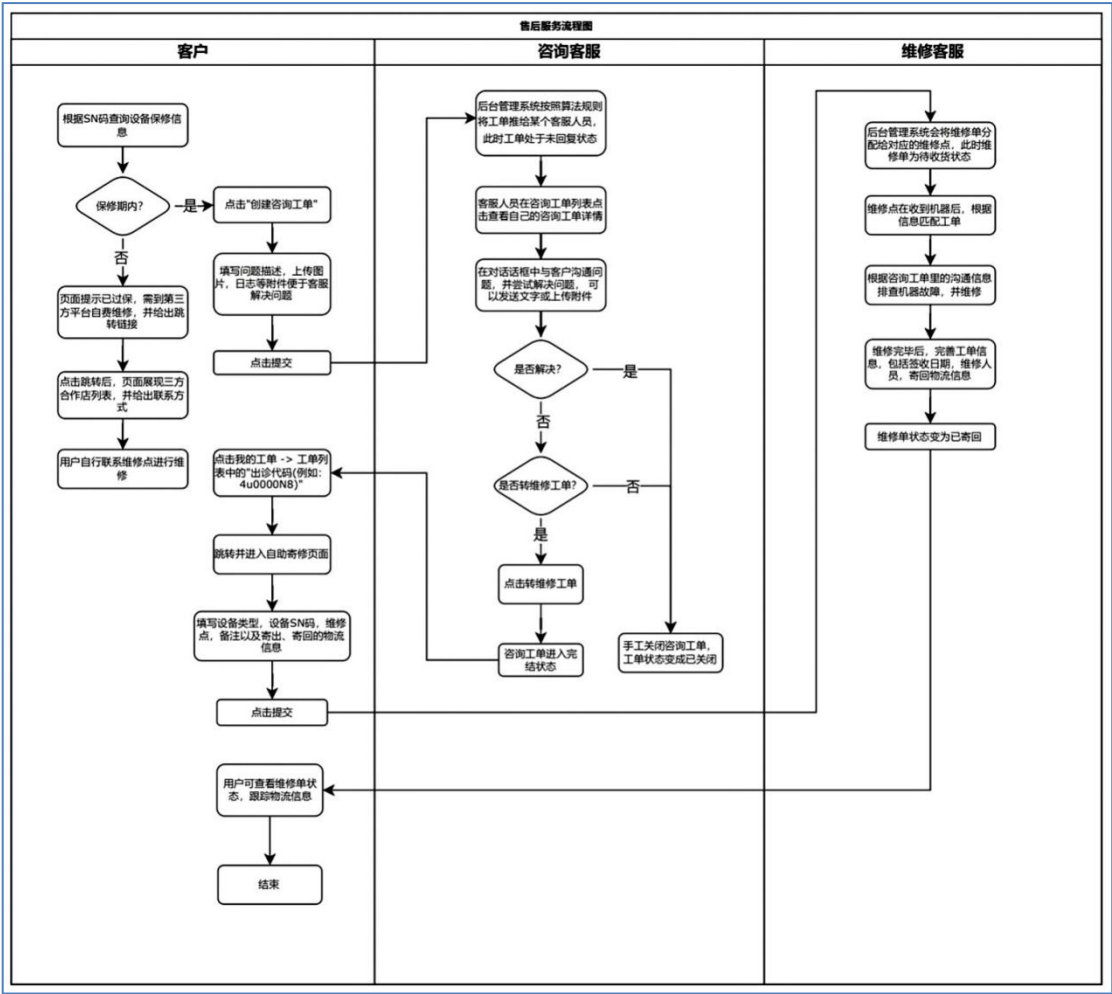 售后服务流程图
客户
咨询客服
维修客服
根据SN码查询设备保修信
息
保修期内？
是
点击"创建咨询工单"
填写问题描述，上传图
片，日志等附件便于客服
解决问题
点击提交
否
页面提示已过保，需到第三
方平台自费维修，并给出跳
转链接
点击跳转后，页面展现三方
合作店列表，并给出联系方
式
用户自行联系维修点进行维
修
点击我的工单 -> 工单列
表中的"出诊代码(例如：
4u0000N8)"
跳转并进入自助寄修页面
填写设备类型，设备SN码，维修
点，备注以及寄出、寄回的物流
信息
点击提交
用户可查看维修单状
态，跟踪物流信息
结束
后台管理系统按照算法规则
将工单推给某个客服人员，
此时工单处于未回复状态
客服人员在咨询工单列表点
击查看自己的咨询工单详情
在对话话框中与客户沟通问
题，并尝试解决问题， 可
以发送文字或上传附件
是否解决？
是
否
是否转维修工单？
否
是
点击转维修工单
咨询工单进入完
结状态
手工关闭咨询工单，
工单状态变成已关闭
后台管理系统会将维修单分
配给对应的维修点，此时维
修单为待收货状态
维修点在收到机器后，根据
信息匹配工单
根据咨询工单里的沟通信息
排查机器故障，并维修
维修完毕后，完善工单信
息，包括签收日期，维修人
员，寄回物流信息
维修单状态变为已寄回